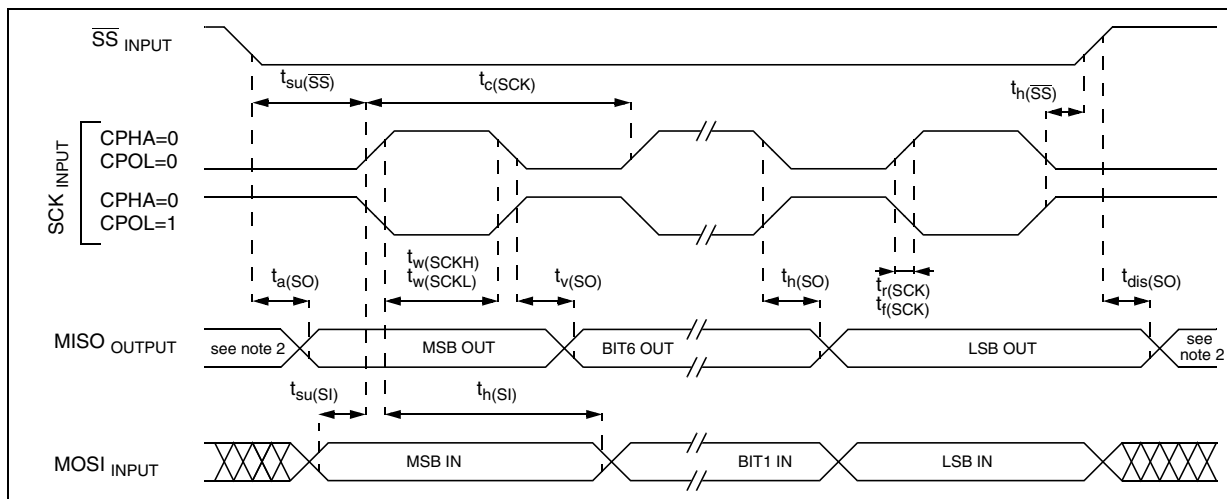 SS INPUT
tsu(SS)
tc(SCK)
th(SS)
SCK INPUT
CPHA=0
CPOL=0
CPHA=0
CPOL=1
ta(SO)
tw(SCKH)
tw(SCKL)
tv(SO)
th(SO)
tr(SCK)
tf(SCK)
tdis(SO)
MISO OUTPUT
see note 2
MSB OUT
BIT6 OUT
LSB OUT
see
note 2
tsu(SI)
th(SI)
MOSI INPUT
MSB IN
BIT1 IN
LSB IN